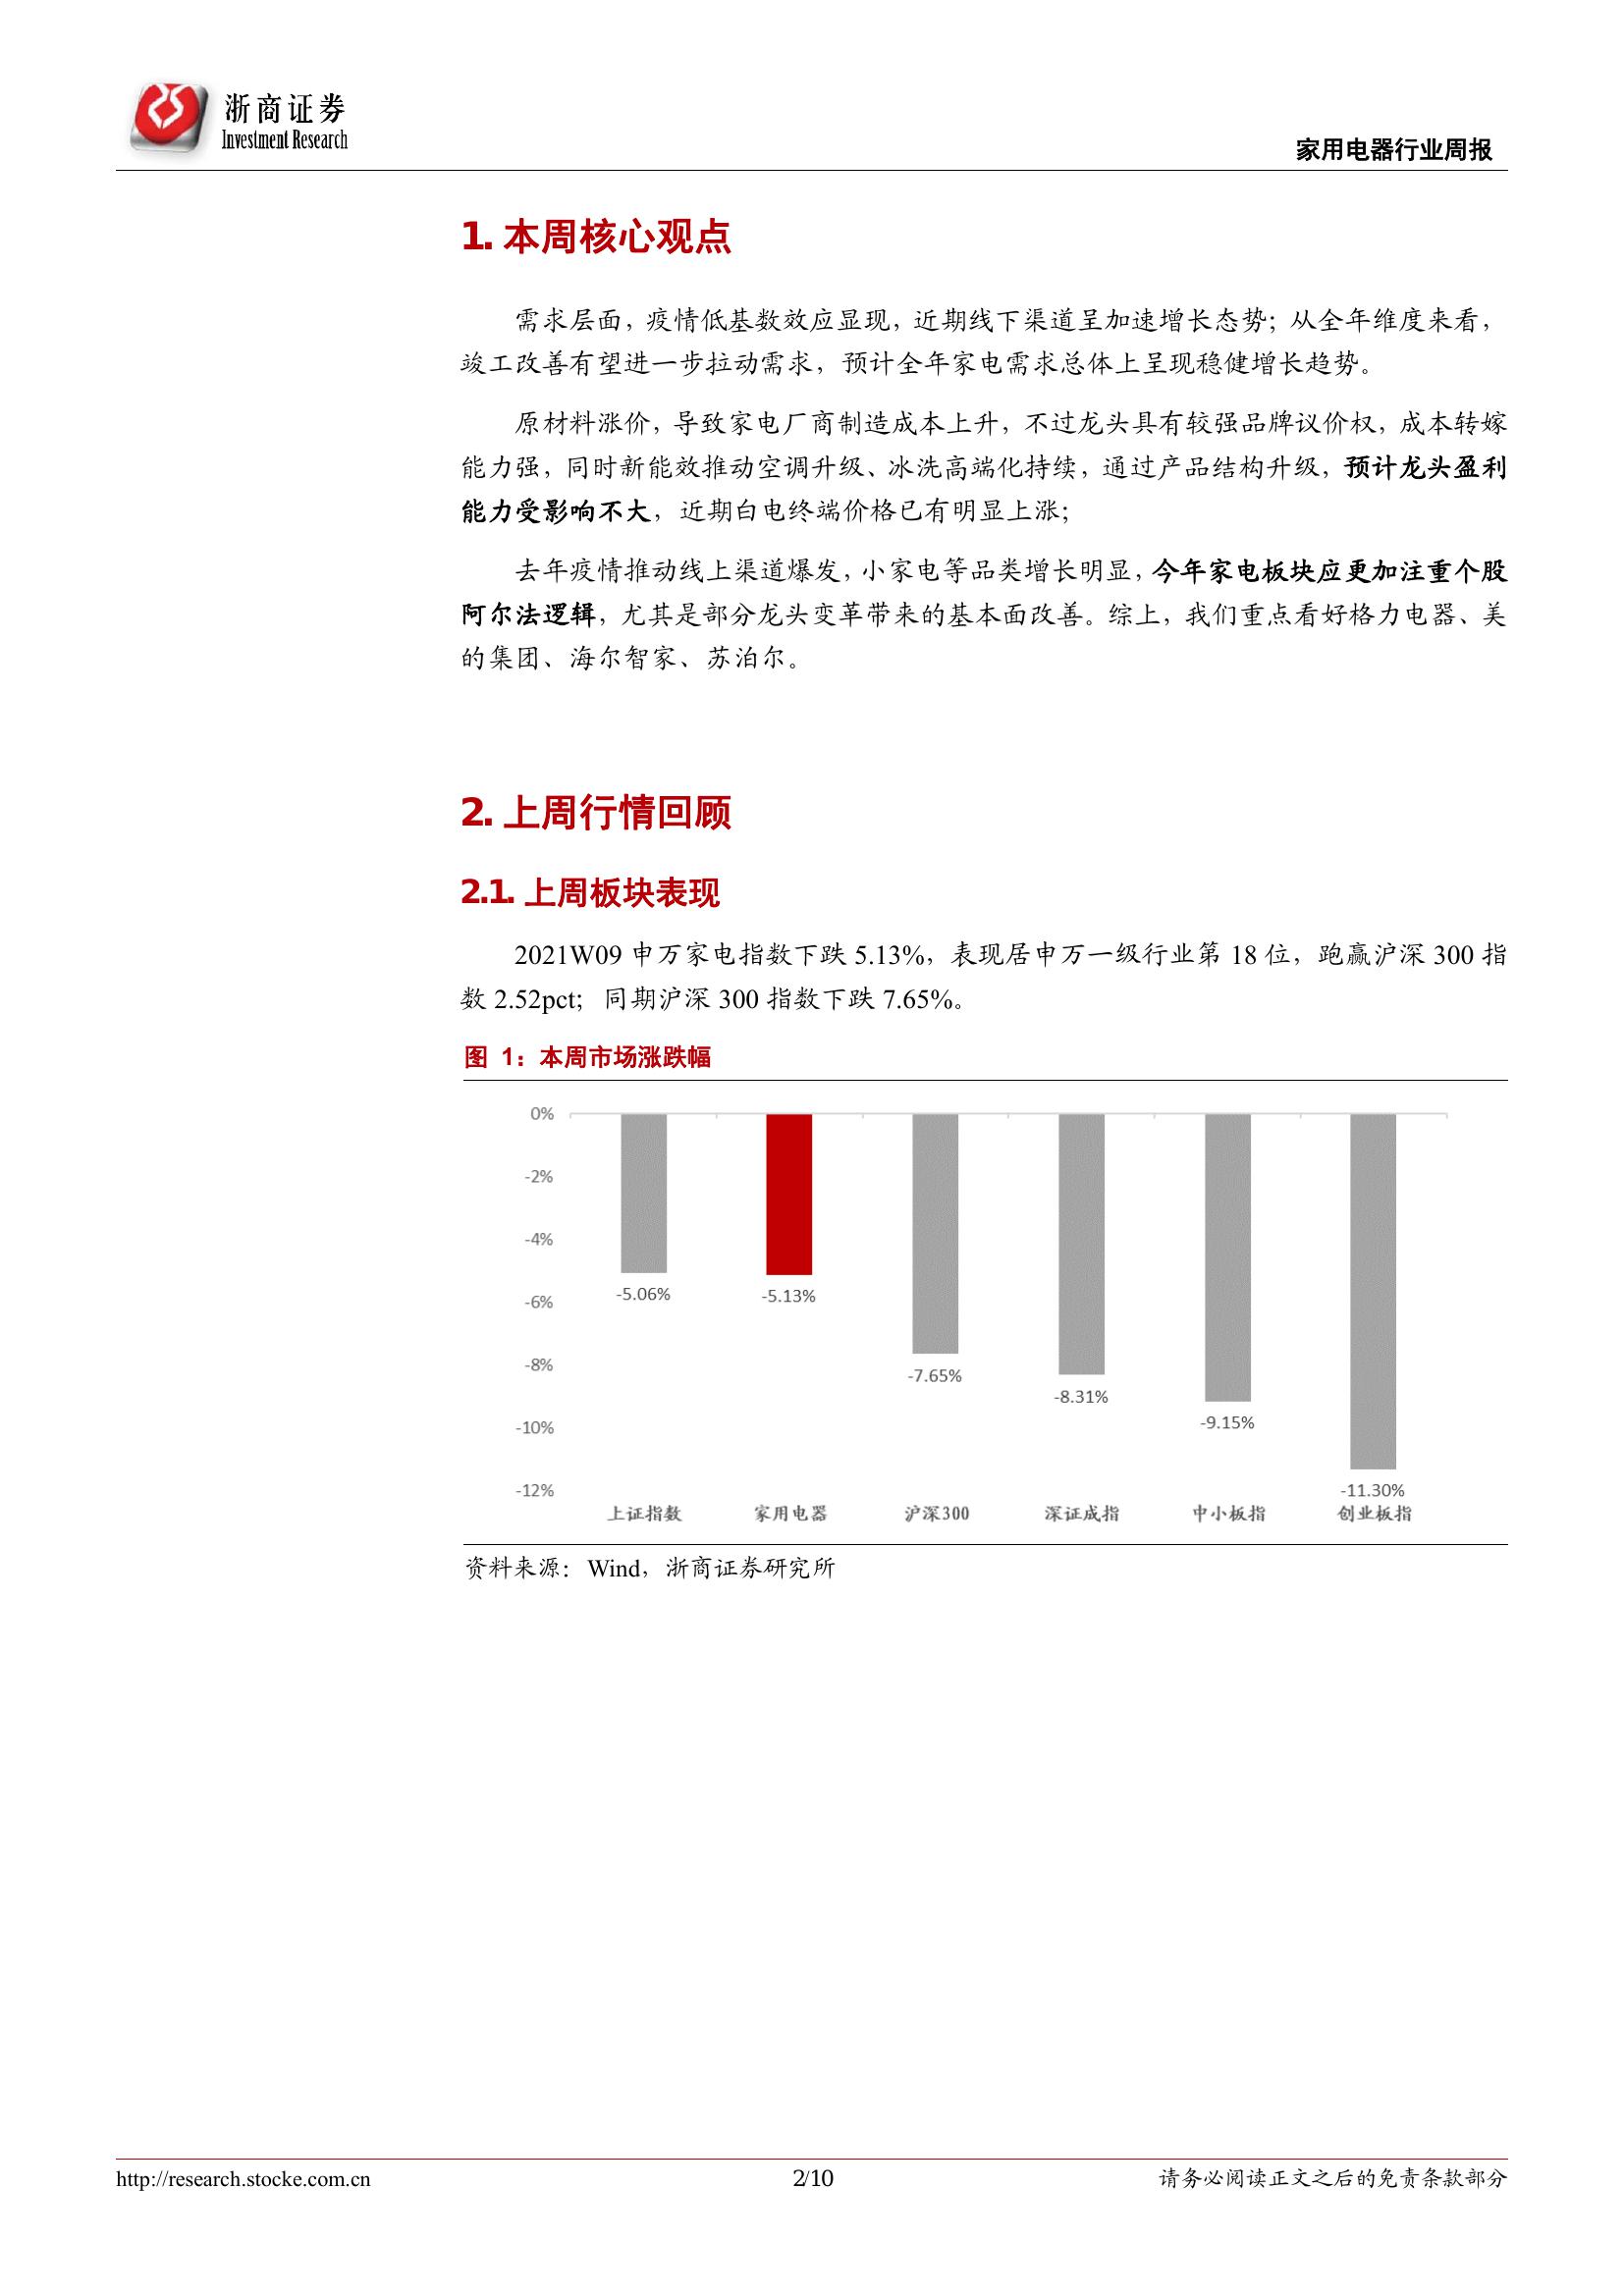 浙商证券
Investment Research
家用电器行业周报
1. 本周核心观点
需求层面，疫情低基数效应显现，近期线下渠道呈加速增长态势；从全年维度来看，
竣工改善有望进一步拉动需求，预计全年家电需求总体上呈现稳健增长趋势。
原材料涨价，导致家电厂商制造成本上升，不过龙头具有较强品牌议价权，成本转嫁
能力强，同时新能效推动空调升级、冰洗高端化持续，通过产品结构升级，预计龙头盈利
能力受影响不大，近期白电终端价格已有明显上涨；
去年疫情推动线上渠道爆发，小家电等品类增长明显，今年家电板块应更加注重个股
阿尔法逻辑，尤其是部分龙头变革带来的基本面改善。综上，我们重点看好格力电器、美
的集团、海尔智家、苏泊尔。
2. 上周行情回顾
2.1. 上周板块表现
2021W09 申万家电指数下跌 5.13%，表现居申万一级行业第 18 位，跑赢沪深 300 指
数 2.52pct；同期沪深 300 指数下跌 7.65%。
图 1：本周市场涨跌幅
0%
-2%
-4%
-6%
-8%
-10%
-12%
-5.06%
-5.13%
-7.65%
-8.31%
-9.15%
-11.30%
上证指数 家用电器 沪深300 深证成指 中小板指 创业板指
资料来源：Wind，浙商证券研究所
http://research.stocke.com.cn 2/10 请务必阅读正文之后的免责条款部分